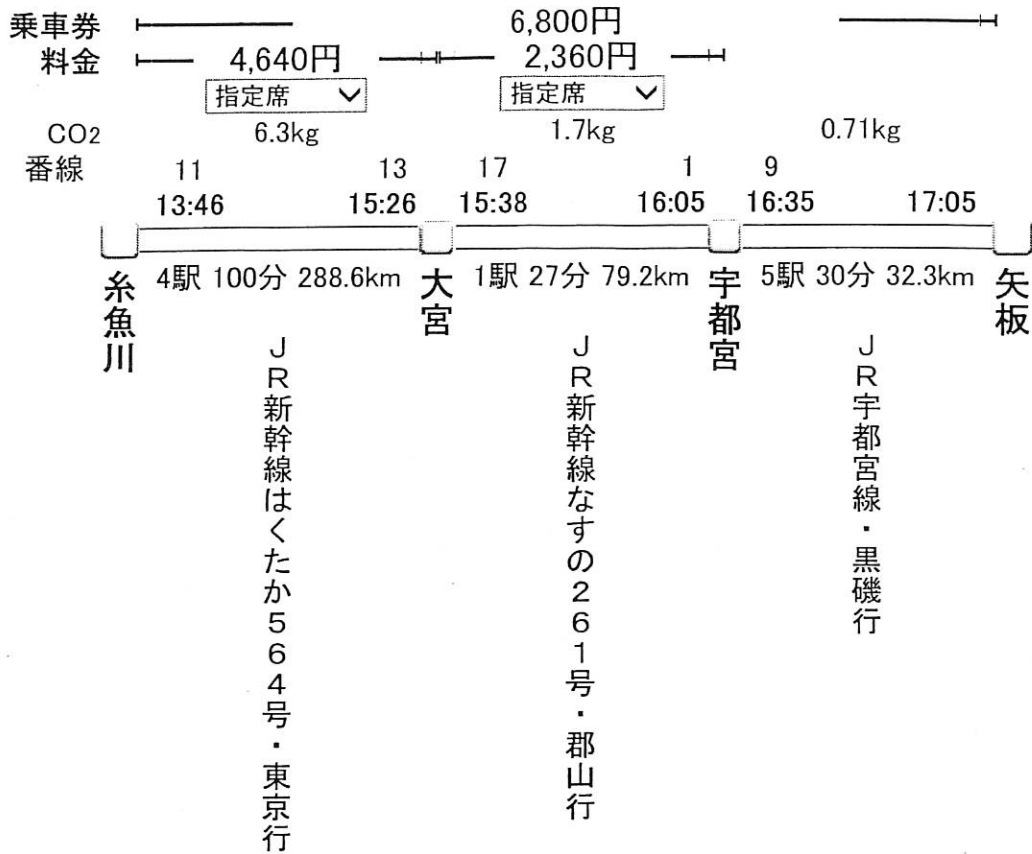 乗車券 6,800円
料金 4,640円 2,360円
指定席 指定席
CO2 6.3kg 1.7kg 0.71kg
番線 11 13 17 1 9
13:46 15:26 15:38 16:05 16:35 17:05
4駅 100分 288.6km 1駅 27分 79.2km 5駅 30分 32.3km
糸魚川
大宮
宇都宮
矢板
JR新幹線はくたか564号・東京行
JR新幹線なすの261号・郡山行
JR宇都宮線・黒磯行